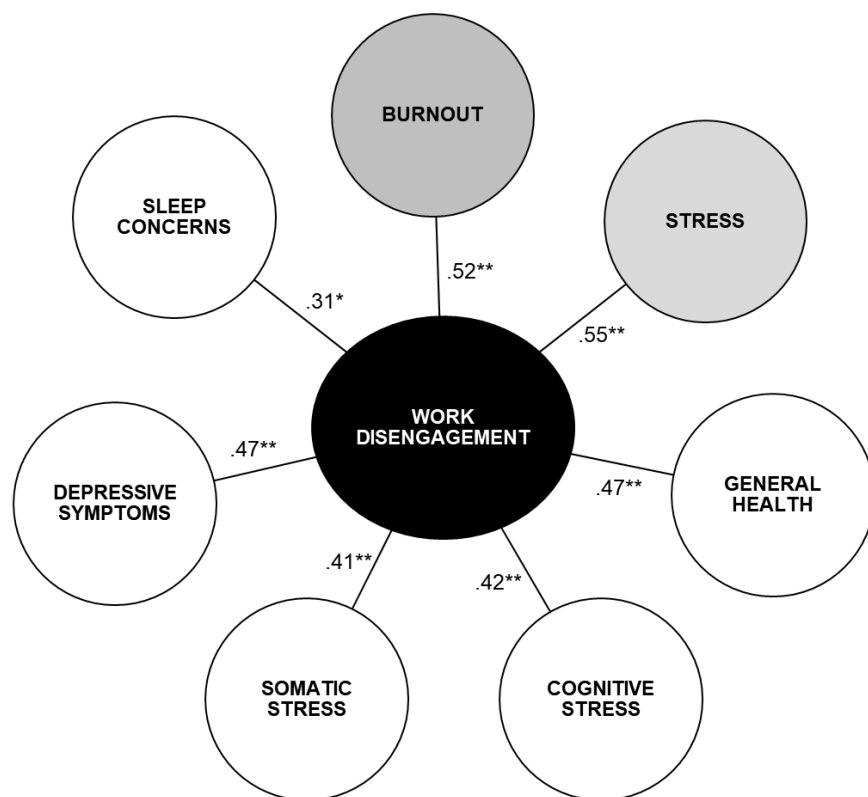 BURNOUT
SLEEP
CONCERNS
STRESS
.52**
.31*
.55**
WORK
DISENGAGEMENT
.47**
DEPRESSIVE
SYMPTOMS
.47**
GENERAL
HEALTH
.41**
.42**
SOMATIC
STRESS
COGNITIVE
STRESS